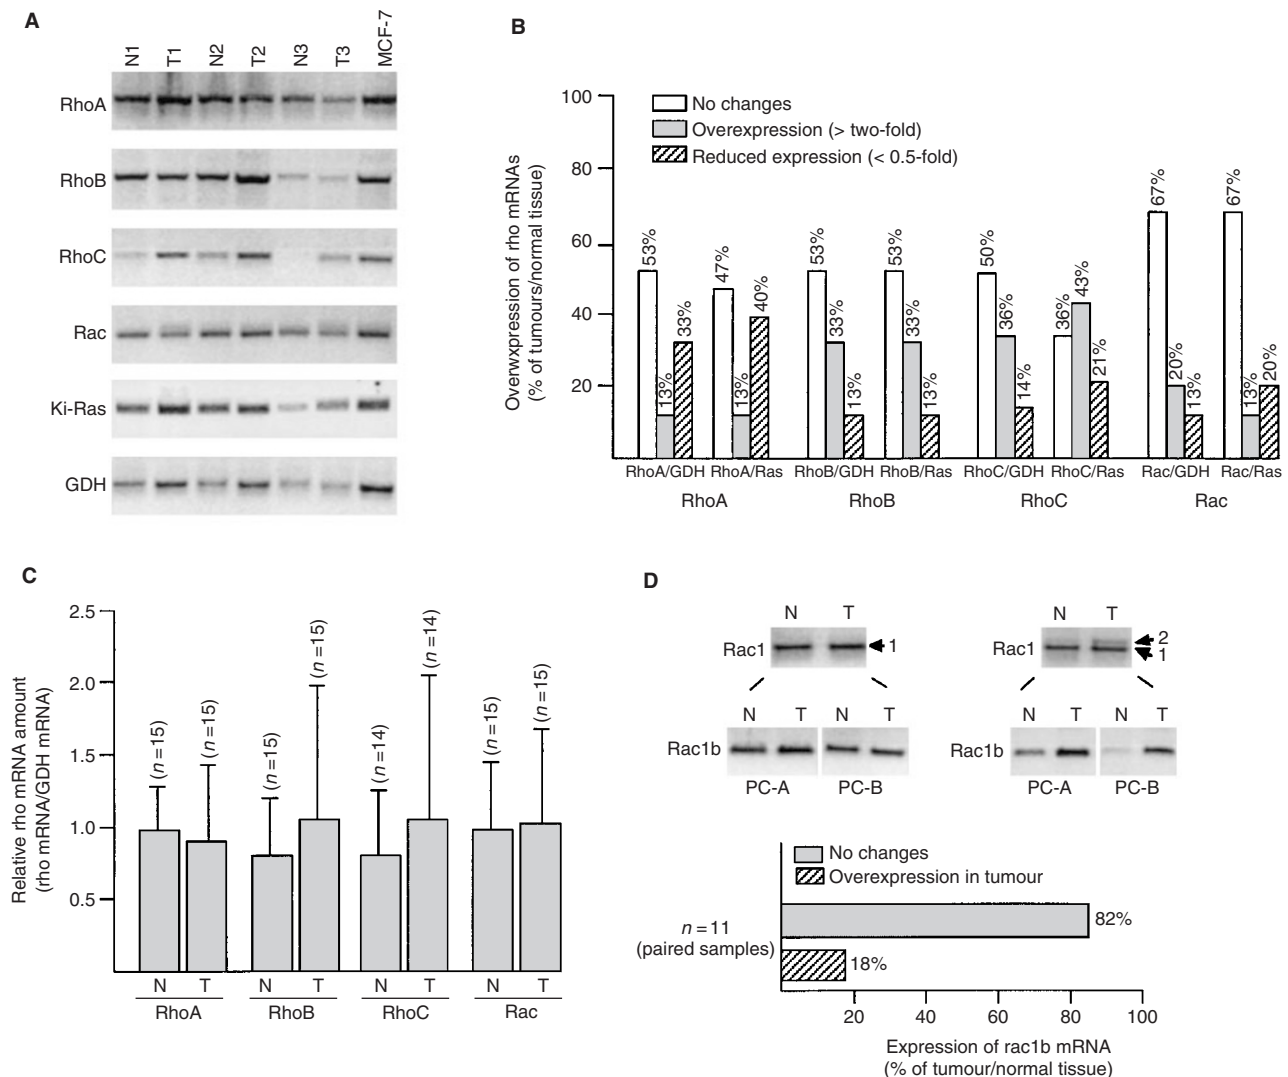 A
N1 T1 N2 T2 N3 T3 MCF-7
RhoA
RhoB
RhoC
Rac
Ki-Ras
GDH
B
Overwxpression of rho mRNAs
(% of tumours/normal tissue)
100
80
60
40
20
No changes
Overexpression (> two-fold)
Reduced expression (< 0.5-fold)
53% 13% 33% 47% 13% 40% 53% 33% 13% 53% 33% 13% 50% 36% 14% 36% 43% 21% 67% 20% 13% 67% 13% 20%
RhoA/GDH RhoA/Ras RhoB/GDH RhoB/Ras RhoC/GDH RhoC/Ras Rac/GDH Rac/Ras
RhoA RhoB RhoC Rac
C
Relative rho mRNA amount
(rho mRNA/GDH mRNA)
2.5
2.0
1.5
1.0
0.5
(n=15) (n=15) (n=15) (n=15) (n=14) (n=14) (n=15) (n=15)
N T N T N T N T
RhoA RhoB RhoC Rac
D
N T
Rac1 1
N T N T
Rac1b
PC-A PC-B
N T
Rac1 2
1
N T N T
Rac1b
PC-A PC-B
No changes
Overexpression in tumour
n=11
(paired samples)
82%
18%
20 40 60 80 100
Expression of rac1b mRNA
(% of tumour/normal tissue)